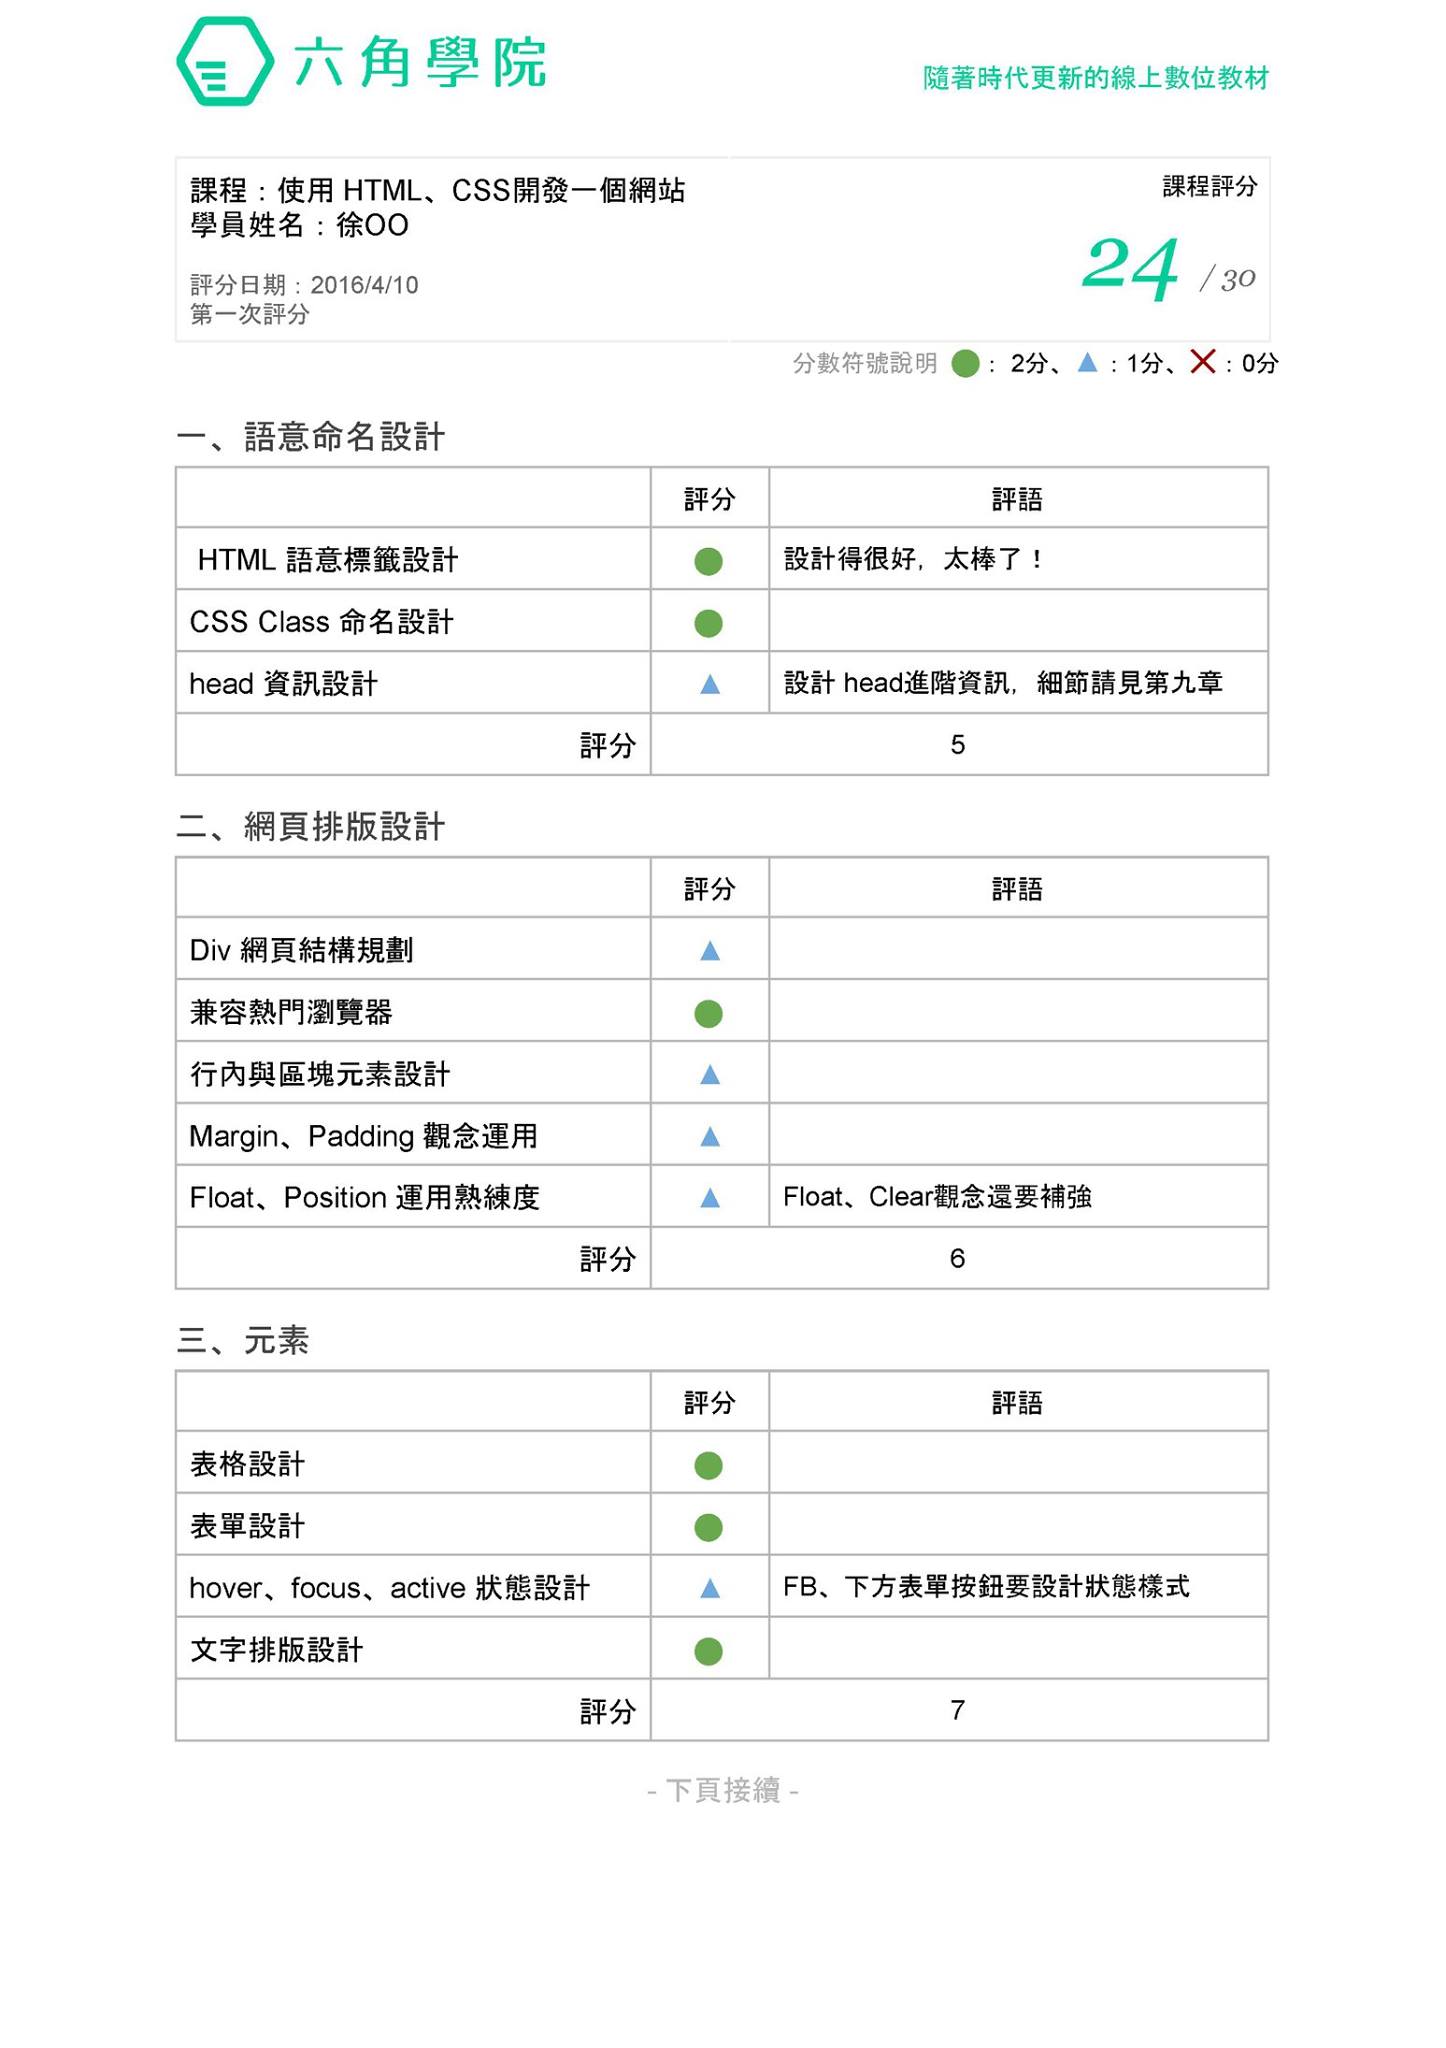 六角學院
隨著時代更新的線上數位教材
課程：使用 HTML、CSS開發一個網站
學員姓名：徐OO
評分日期：2016/4/10
第一次評分
課程評分
24 / 30
分數符號說明 ●： 2分、▲：1分、✕：0分
一、語意命名設計
評分 評語
HTML 語意標籤設計 ● 設計得很好，太棒了！
CSS Class 命名設計 ●
head 資訊設計 ▲ 設計 head進階資訊，細節請見第九章
評分 5
二、網頁排版設計
評分 評語
Div 網頁結構規劃 ▲
兼容熱門瀏覽器 ●
行內與區塊元素設計 ▲
Margin、Padding 觀念運用 ▲
Float、Position 運用熟練度 ▲ Float、Clear觀念還要補強
評分 6
三、元素
評分 評語
表格設計 ●
表單設計 ●
hover、focus、active 狀態設計 ▲ FB、下方表單按鈕要設計狀態樣式
文字排版設計 ●
評分 7
- 下頁接續 -